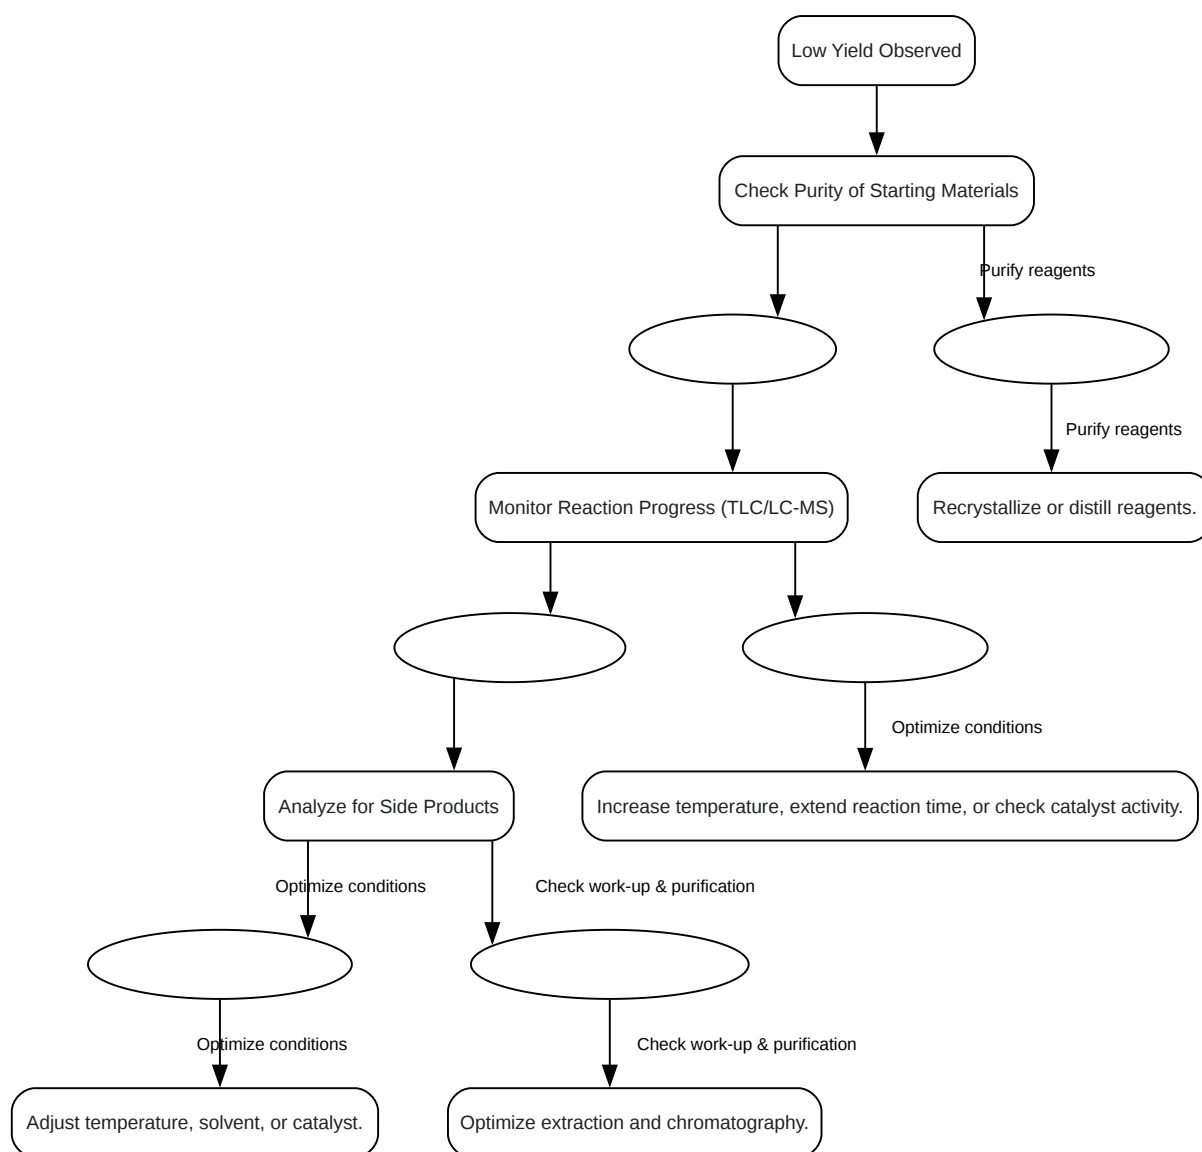 Low Yield Observed
Check Purity of Starting Materials
Purify reagents
Purify reagents
Monitor Reaction Progress (TLC/LC-MS)
Recrystallize or distill reagents.
Optimize conditions
Analyze for Side Products
Increase temperature, extend reaction time, or check catalyst activity.
Optimize conditions
Check work-up & purification
Optimize conditions
Check work-up & purification
Adjust temperature, solvent, or catalyst.
Optimize extraction and chromatography.